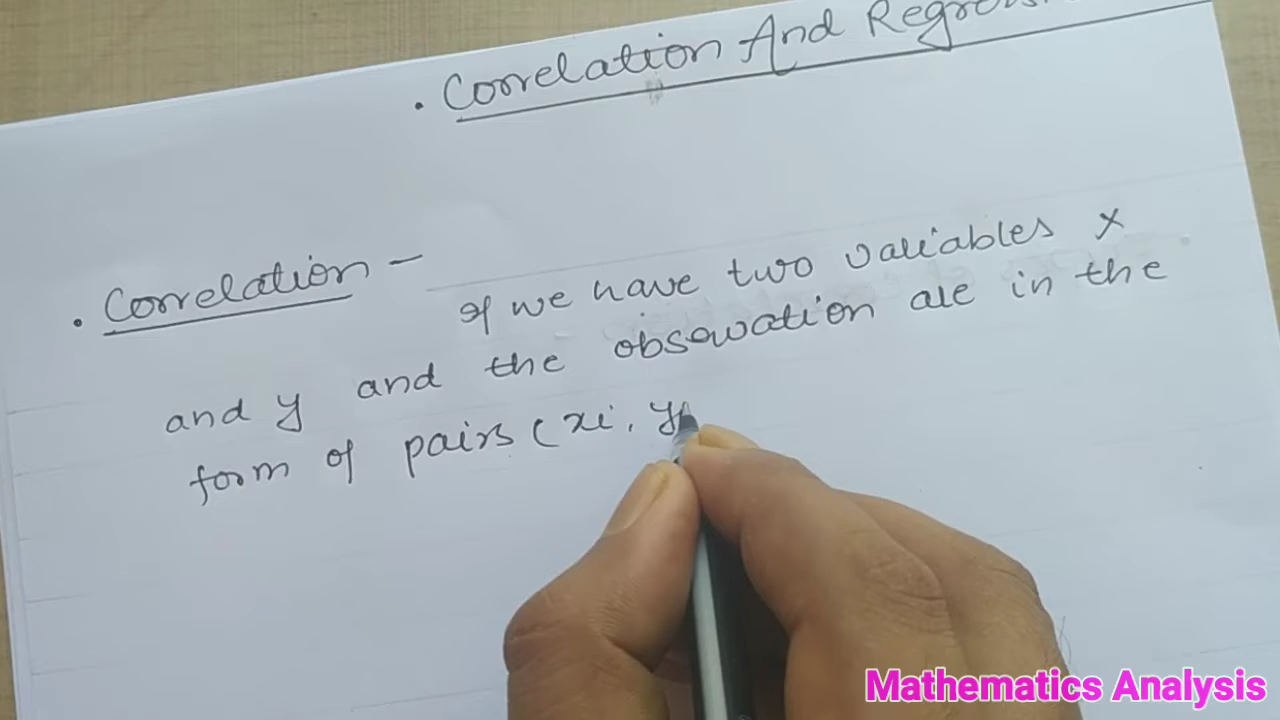 . Correlation And Regres
. Correlation -
If we have two variables x
and y and the observation are in the
form of pairs (xi, y
Mathematics Analysis